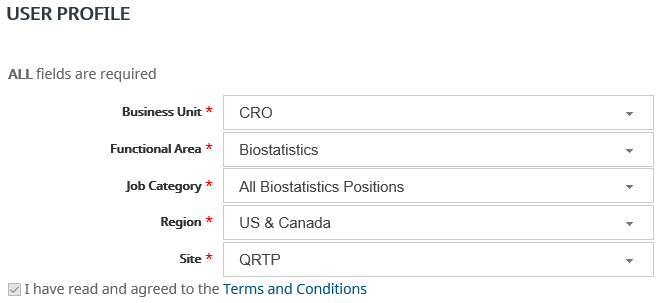 USER PROFILE
ALL fields are required
Business Unit * CRO
Functional Area * Biostatistics
Job Category * All Biostatistics Positions
Region * US & Canada
Site * QRTP
I have read and agreed to the Terms and Conditions